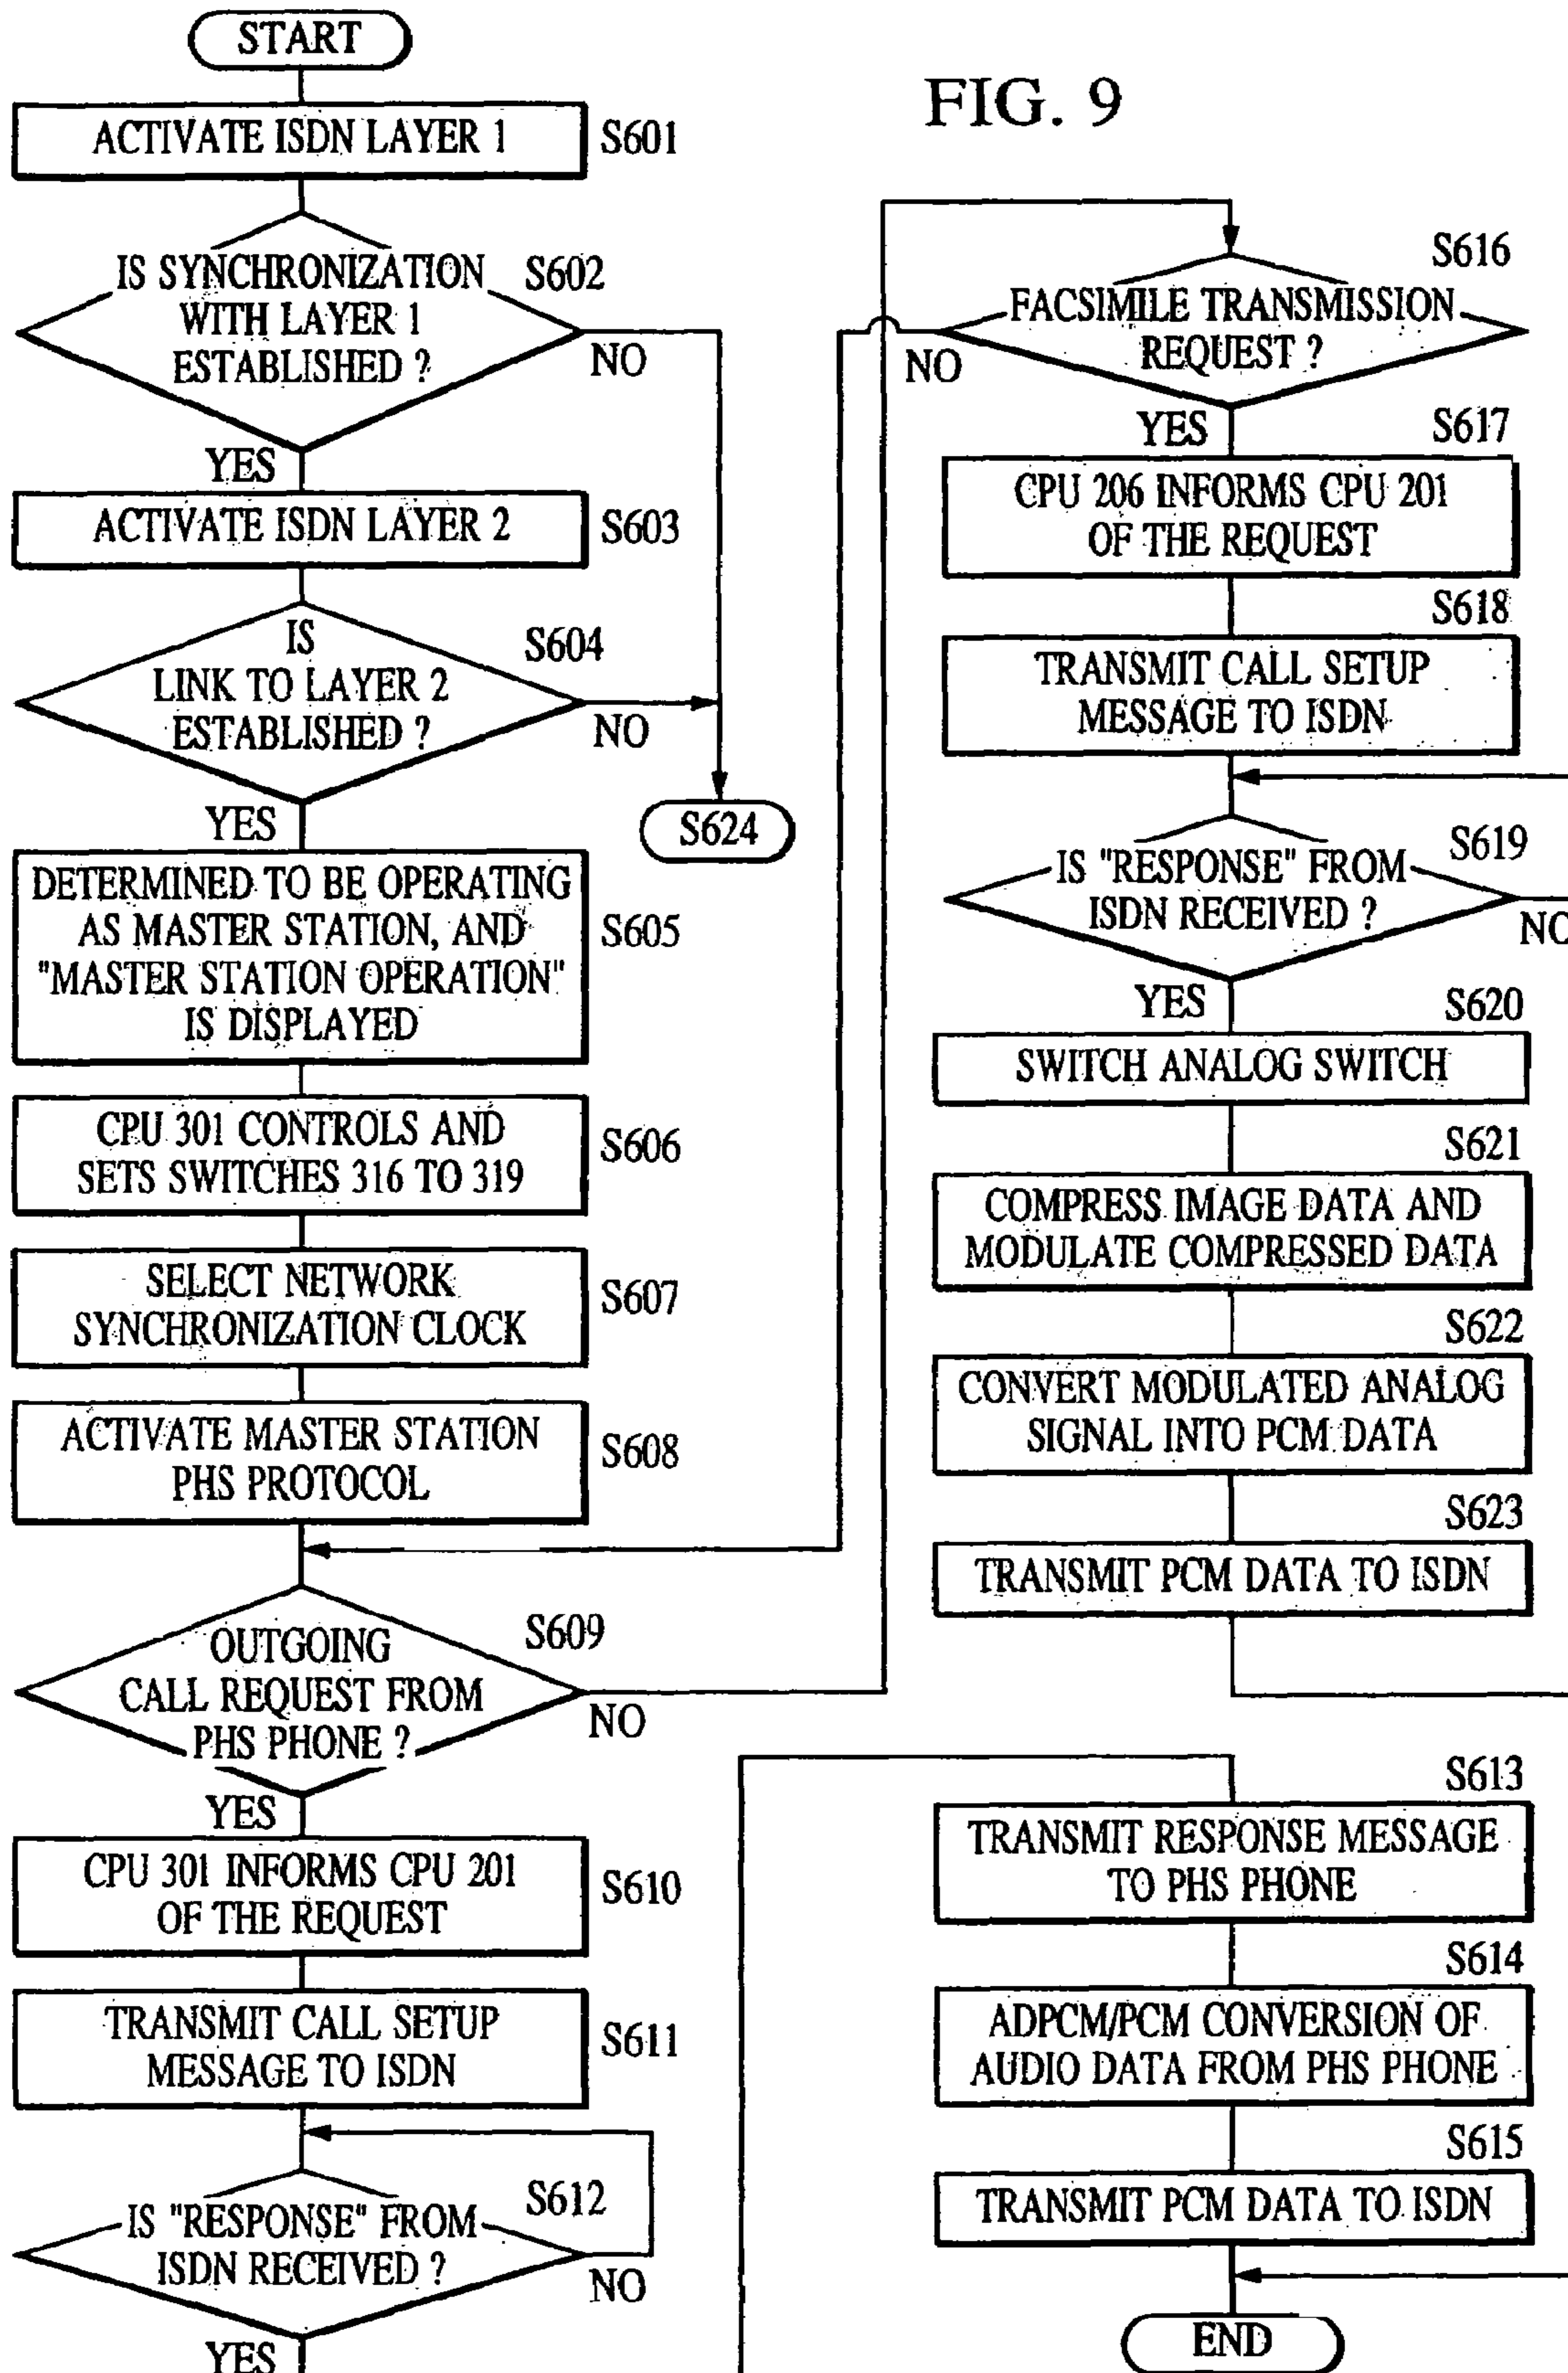 FIG. 9
START
ACTIVATE ISDN LAYER 1
S601
IS SYNCHRONIZATION
WITH LAYER 1
ESTABLISHED ?
S602
NO
YES
ACTIVATE ISDN LAYER 2
S603
IS
LINK TO LAYER 2
ESTABLISHED ?
S604
NO
S624
YES
DETERMINED TO BE OPERATING
AS MASTER STATION, AND
"MASTER STATION OPERATION"
IS DISPLAYED
S605
CPU 301 CONTROLS AND
SETS SWITCHES 316 TO 319
S606
SELECT NETWORK
SYNCHRONIZATION CLOCK
S607
ACTIVATE MASTER STATION
PHS PROTOCOL
S608
OUTGOING
CALL REQUEST FROM
PHS PHONE ?
S609
NO
YES
CPU 301 INFORMS CPU 201
OF THE REQUEST
S610
TRANSMIT CALL SETUP
MESSAGE TO ISDN
S611
IS "RESPONSE" FROM
ISDN RECEIVED ?
S612
NO
YES
S616
FACSIMILE TRANSMISSION
REQUEST ?
NO
YES
S617
CPU 206 INFORMS CPU 201
OF THE REQUEST
S618
TRANSMIT CALL SETUP
MESSAGE TO ISDN
S619
IS "RESPONSE" FROM
ISDN RECEIVED ?
NO
YES
S620
SWITCH ANALOG SWITCH
S621
COMPRESS IMAGE DATA AND
MODULATE COMPRESSED DATA
S622
CONVERT MODULATED ANALOG
SIGNAL INTO PCM DATA
S623
TRANSMIT PCM DATA TO ISDN
S613
TRANSMIT RESPONSE MESSAGE
TO PHS PHONE
S614
ADPCM/PCM CONVERSION OF
AUDIO DATA FROM PHS PHONE
S615
TRANSMIT PCM DATA TO ISDN
END